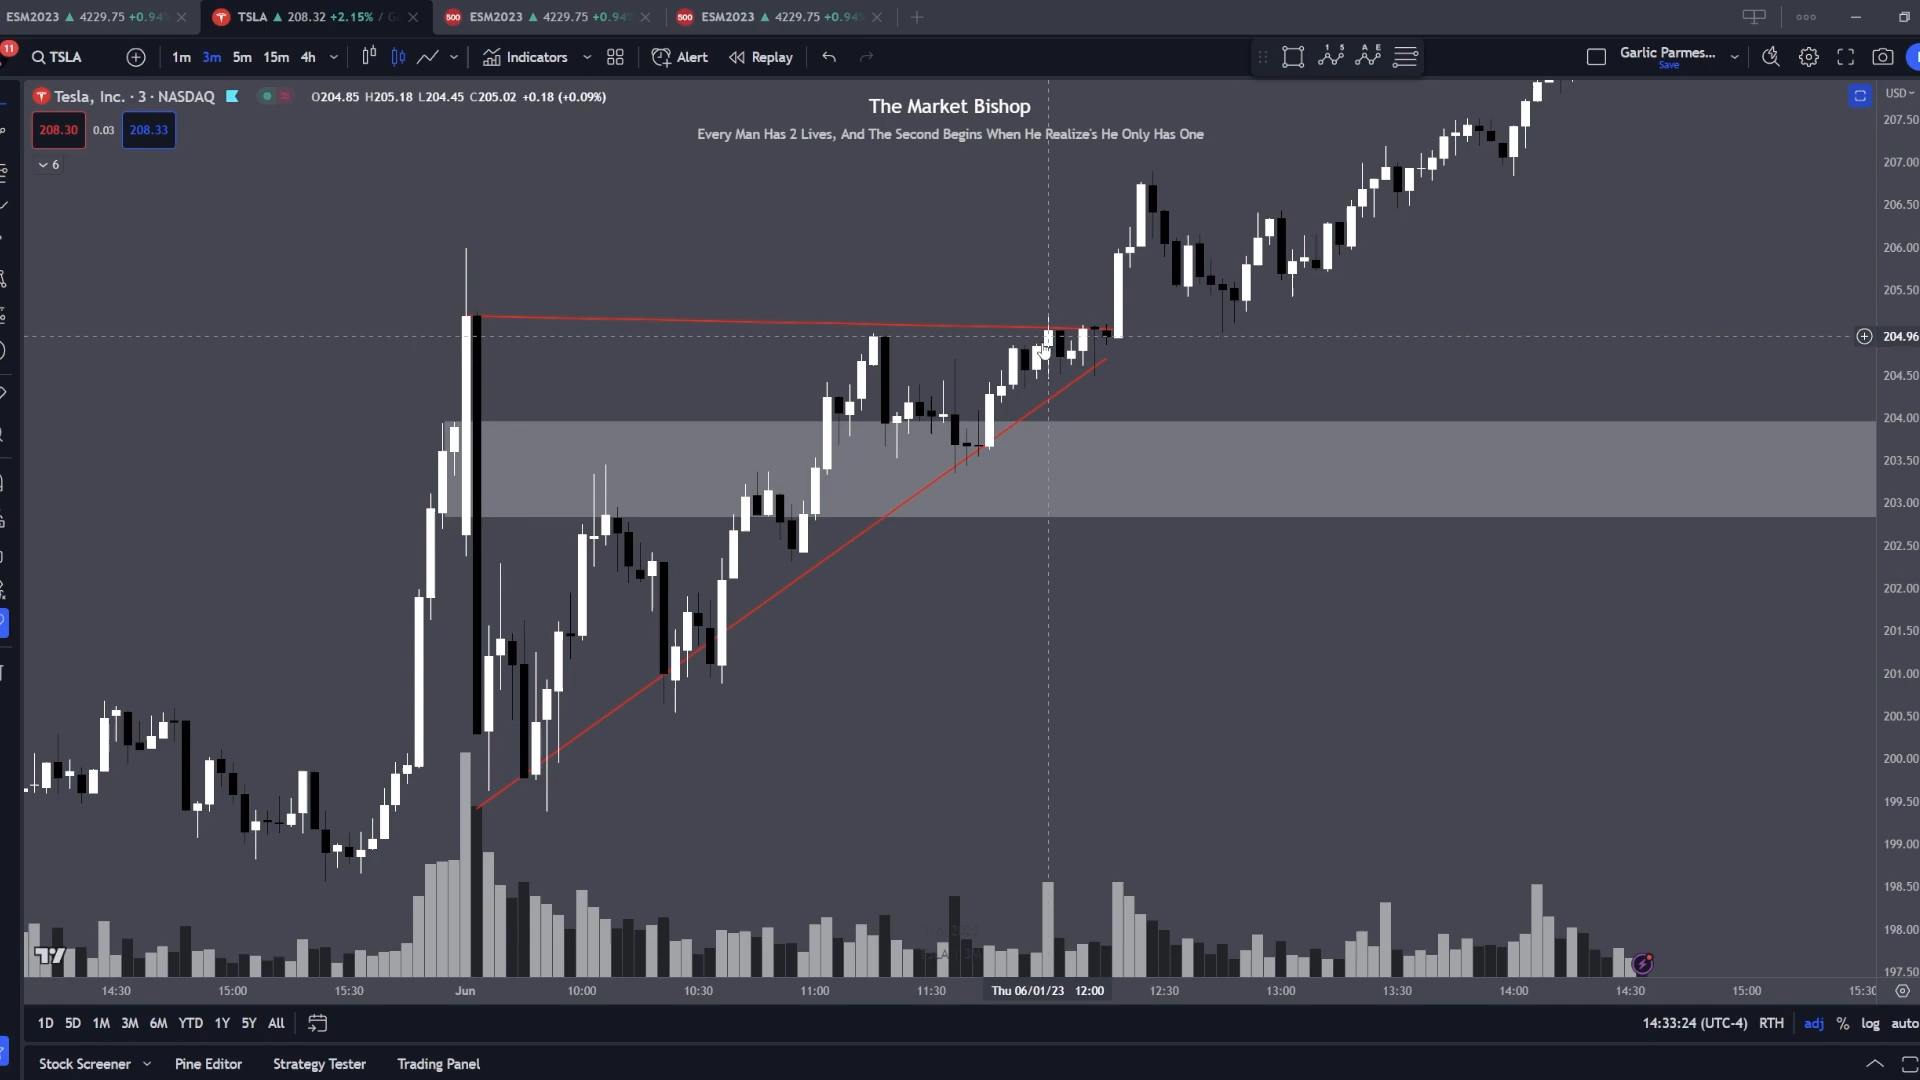 ESM2023 ▲ 4229.75 +0.94%
TSLA ▲ 208.32 +2.15% /
ESM2023 ▲ 4229.75 +0.94%
ESM2023 ▲ 4229.75 +0.94%
11
TSLA
1m 3m 5m 15m 4h
Indicators
Alert
Replay
Garlic Parmes...
Save
Tesla, Inc. · 3 · NASDAQ
O204.85 H205.18 L204.45 C205.02 +0.18 (+0.09%)
208.30 0.03 208.33
6
The Market Bishop
Every Man Has 2 Lives, And The Second Begins When He Realize's He Only Has One
USD
207.50
207.00
206.50
206.00
205.50
204.96
204.50
204.00
203.50
203.00
202.50
202.00
201.50
201.00
200.50
200.00
199.50
199.00
198.50
198.00
197.50
14:30 15:00 15:30 Jun 10:00 10:30 11:00 11:30 Thu 06/01/23 12:00 12:30 13:00 13:30 14:00 14:30 15:00 15:30
1D 5D 1M 3M 6M YTD 1Y 5Y All
14:33:24 (UTC-4) RTH adj % log auto
Stock Screener Pine Editor Strategy Tester Trading Panel